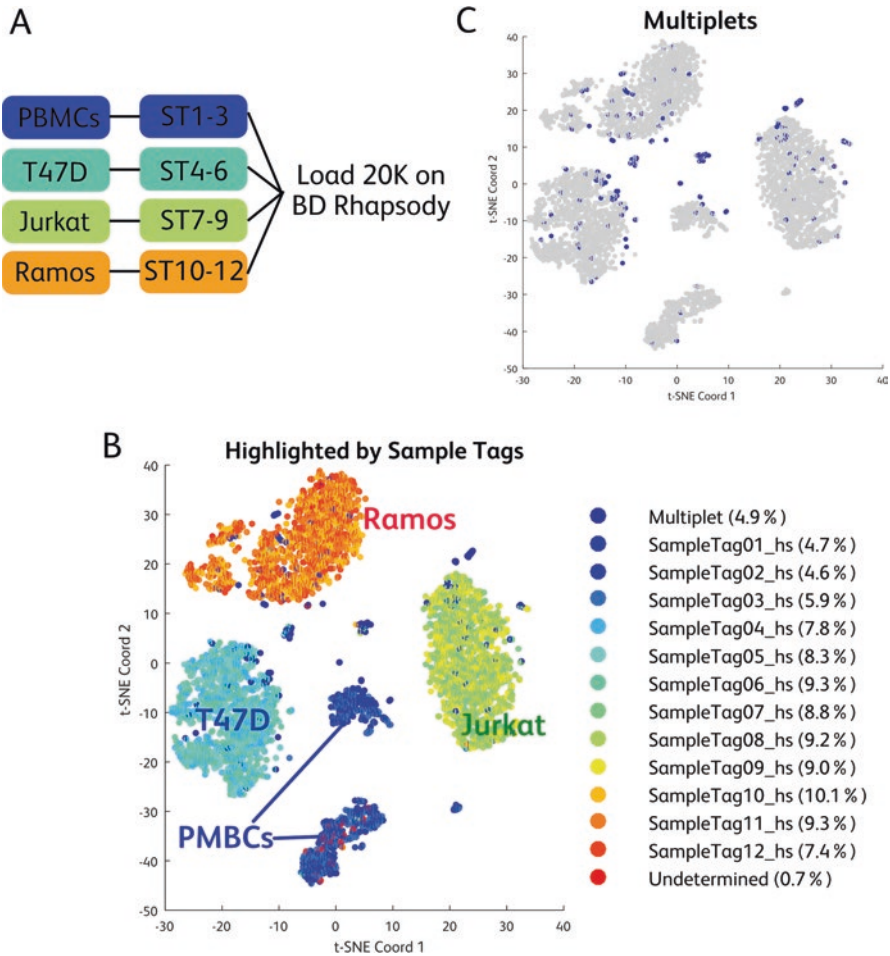 A
PBMCs
ST1-3
T47D
ST4-6
Jurkat
ST7-9
Ramos
ST10-12
Load 20K on
BD Rhapsody
C
Multiplets
t-SNE Coord 2
40
30
20
10
0
-10
-20
-30
-40
-50
-30
-20
-10
0
10
20
30
40
t-SNE Coord 1
B
Highlighted by Sample Tags
t-SNE Coord 2
40
30
20
10
0
-10
-20
-30
-40
-50
Ramos
T47D
Jurkat
PMBCs
-30
-20
-10
0
10
20
30
40
t-SNE Coord 1
Multiplet (4.9%)
SampleTag01_hs (4.7%)
SampleTag02_hs (4.6%)
SampleTag03_hs (5.9%)
SampleTag04_hs (7.8%)
SampleTag05_hs (8.3%)
SampleTag06_hs (9.3%)
SampleTag07_hs (8.8%)
SampleTag08_hs (9.2%)
SampleTag09_hs (9.0%)
SampleTag10_hs (10.1%)
SampleTag11_hs (9.3%)
SampleTag12_hs (7.4%)
Undetermined (0.7%)